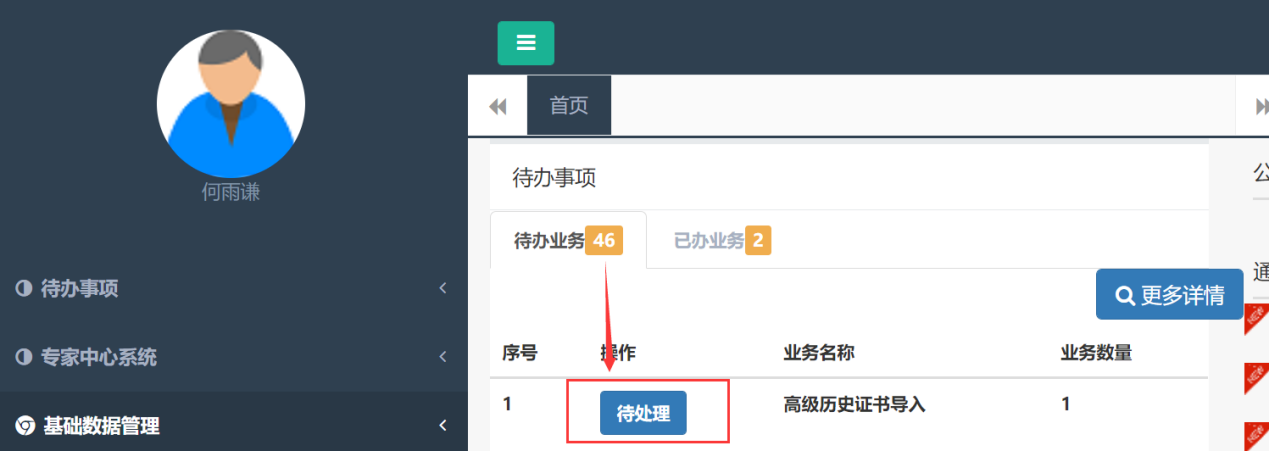 何雨谦
待办事项
专家中心系统
基础数据管理
首页
待办事项
待办业务 46 已办业务 2
更多详情
序号 操作 业务名称 业务数量
1 待处理 高级历史证书导入 1
公
通
NEW
NEW
NEW